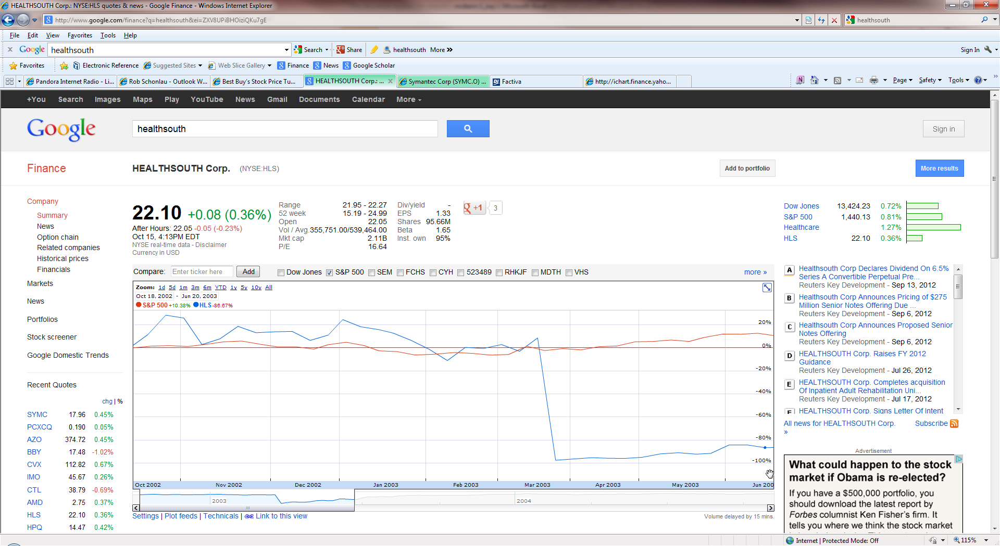 HEALTHSOUTH Corp.: NYSE:HLS quotes & news - Google Finance - Windows Internet Explorer
http://www.google.com/finance?q=healthsouth&ei=ZXV8UPiBHOiziQKu7gE
healthsouth
File Edit View Favorites Tools Help
x Google healthsouth Search Share healthsouth More » Sign In
Favorites Electronic Reference Suggested Sites Web Slice Gallery Finance News Google Scholar
Pandora Internet Radio - Li... Rob Schonlau - Outlook W... Best Buy's Stock Price Tu... HEALTHSOUTH Corp.: ... x Symantec Corp (SYMC.O) ... Factiva http://ichart.finance.yaho... Page Safety Tools »
+You Search Images Maps Play YouTube News Gmail Documents Calendar More
Google healthsouth Sign in
Finance HEALTHSOUTH Corp. (NYSE:HLS) Add to portfolio More results
Company
Summary
News
Option chain
Related companies
Historical prices
Financials
Markets
News
Portfolios
Stock screener
Google Domestic Trends
Recent Quotes
chg | %
SYMC 17.96 0.45%
PCXCQ 0.190 0.05%
AZO 374.72 0.45%
BBY 17.48 -1.02%
CVX 112.82 0.67%
IMO 45.67 0.26%
CTL 38.79 -0.69%
AMD 2.75 0.37%
HLS 22.10 0.36%
HPQ 14.47 0.42%
22.10 +0.08 (0.36%)
After Hours: 22.05 -0.05 (-0.23%)
Oct 15, 4:13PM EDT
NYSE real-time data - Disclaimer
Currency in USD
Range 21.95 - 22.27
52 week 15.19 - 24.99
Open 22.05
Vol / Avg. 355,751.00/539,464.00
Mkt cap 2.11B
P/E 16.64
Div/yield -
EPS 1.33
Shares 95.66M
Beta 1.65
Inst. own 95%
g +1 3
Dow Jones 13,424.23 0.72%
S&P 500 1,440.13 0.81%
Healthcare 1.27%
HLS 22.10 0.36%
Compare: Enter ticker here Add Dow Jones S&P 500 SEM FCHS CYH 523489 RHKJF MDTH VHS more »
Zoom: 1d 5d 1m 3m 6m YTD 1y 5y 10y All
Oct 18, 2002 - Jun 20, 2003
S&P 500 +10.38% HLS -86.67%
20%
0%
-20%
-40%
-60%
-80%
-100%
Oct 2002 Nov 2002 Dec 2002 Jan 2003 Feb 2003 Mar 2003 Apr 2003 May 2003 Jun 200
2003 2004
Settings | Plot feeds | Technicals | Link to this view
Volume delayed by 15 mins.
A Healthsouth Corp Declares Dividend On 6.5%
Series A Convertible Perpetual Pre...
Reuters Key Development - Sep 13, 2012
B Healthsouth Corp Announces Pricing of $275
Million Senior Notes Offering Due ...
Reuters Key Development - Sep 6, 2012
C Healthsouth Corp Announces Proposed Senior
Notes Offering
Reuters Key Development - Sep 6, 2012
D HEALTHSOUTH Corp. Raises FY 2012
Guidance
Reuters Key Development - Jul 26, 2012
E HEALTHSOUTH Corp. Completes acquisition
Of Inpatient Adult Rehabilitation Uni...
Reuters Key Development - Jul 17, 2012
F HEALTHSOUTH Corp. Signs Letter Of Intent
All news for HEALTHSOUTH Corp. Subscribe
»
Advertisement
What could happen to the stock
market if Obama is re-elected?
If you have a $500,000 portfolio, you
should download the latest report by
Forbes columnist Ken Fisher's firm. It
tells you where we think the stock market
Internet | Protected Mode: Off 115%